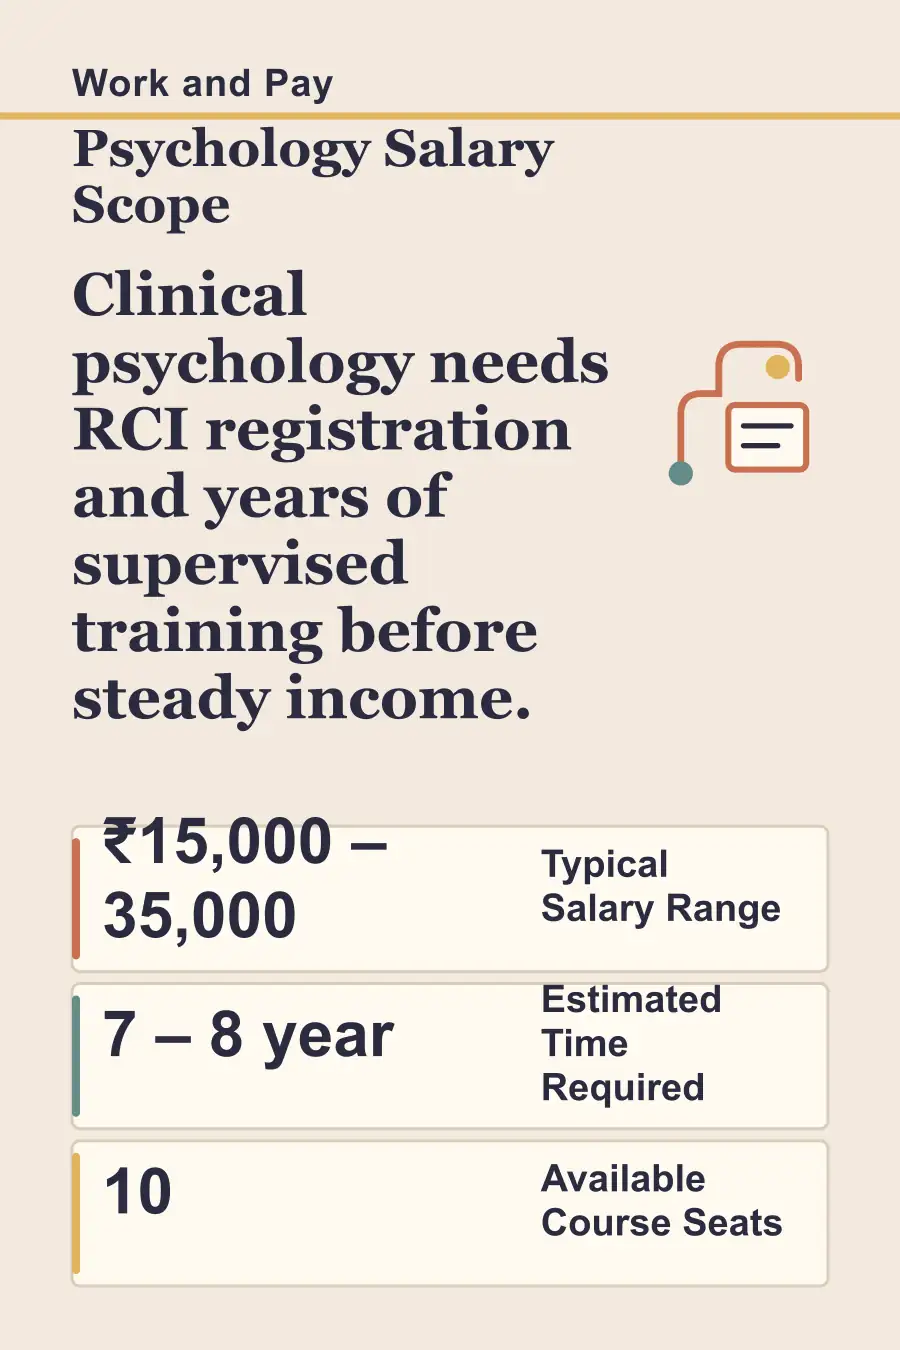 Work and Pay
Psychology Salary
Scope
Clinical
psychology needs
RCI registration
and years of
supervised
training before
steady income.
₹15,000 –
35,000
Typical
Salary Range
7 – 8 year
Estimated
Time
Required
10
Available
Course Seats